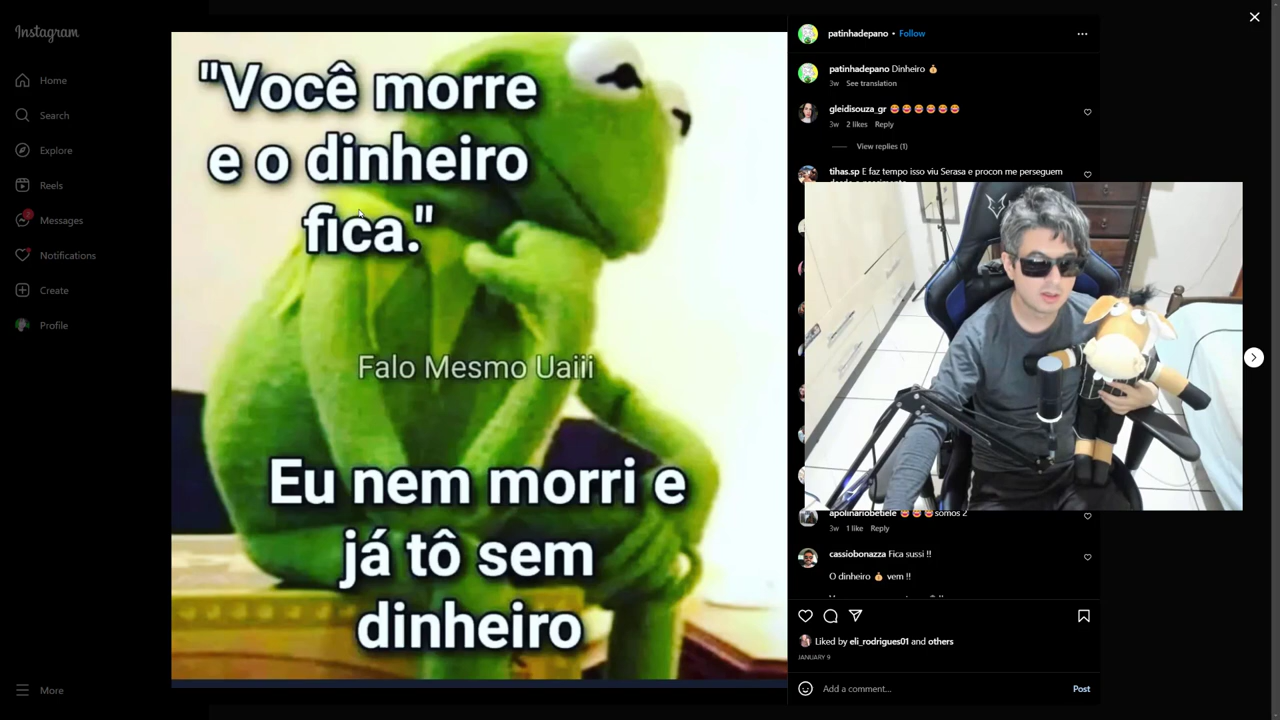 Instagram
Home
Search
Explore
Reels
Messages
Notifications
Create
Profile
More
"Você morre
e o dinheiro
fica."
Falo Mesmo Uaiii
Eu nem morri e
já tô sem
dinheiro
patinhadepano • Follow
patinhadepano Dinheiro
3w See translation
gleidisouza_gr
3w 2 likes Reply
View replies (1)
tihas.sp E faz tempo isso viu Serasa e procon me perseguem
apolinariobetiele somos 2
3w 1 like Reply
cassiobonazza Fica sussi !!
O dinheiro vem !!
Liked by eli_rodrigues01 and others
JANUARY 9
Add a comment...
Post